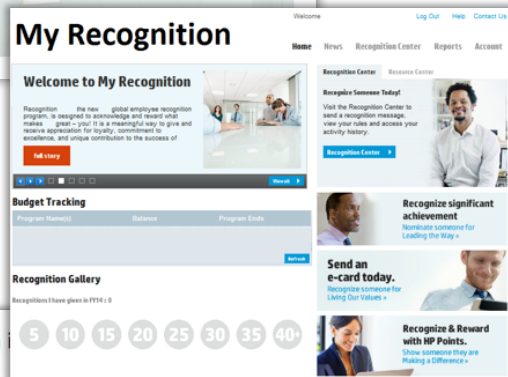 Welcome
Log Out Help Contact Us
My Recognition
Home News Recognition Center Reports Account
Welcome to My Recognition
Recognition the new global employee recognition
program, is designed to acknowledge and reward what
makes great – you! It is a meaningful way to give and
receive appreciation for loyalty, commitment to
excellence, and unique contribution to the success of
full story
View all
Recognition Center Resource Center
Recognize Someone Today!
Visit the Recognition Center to
send a recognition message,
view your rules and access your
activity history.
Recognition Center
Budget Tracking
Program Name(s) Balance Program Ends
Refresh
Recognition Gallery
Recognitions I have given in FY14 : 0
5 10 15 20 25 30 35 40+
Recognize significant
achievement
Nominate someone for
Leading the Way »
Send an
e-card today.
Recognize someone for
Living Our Values »
Recognize & Reward
with HP Points.
Show someone they are
Making a Difference »